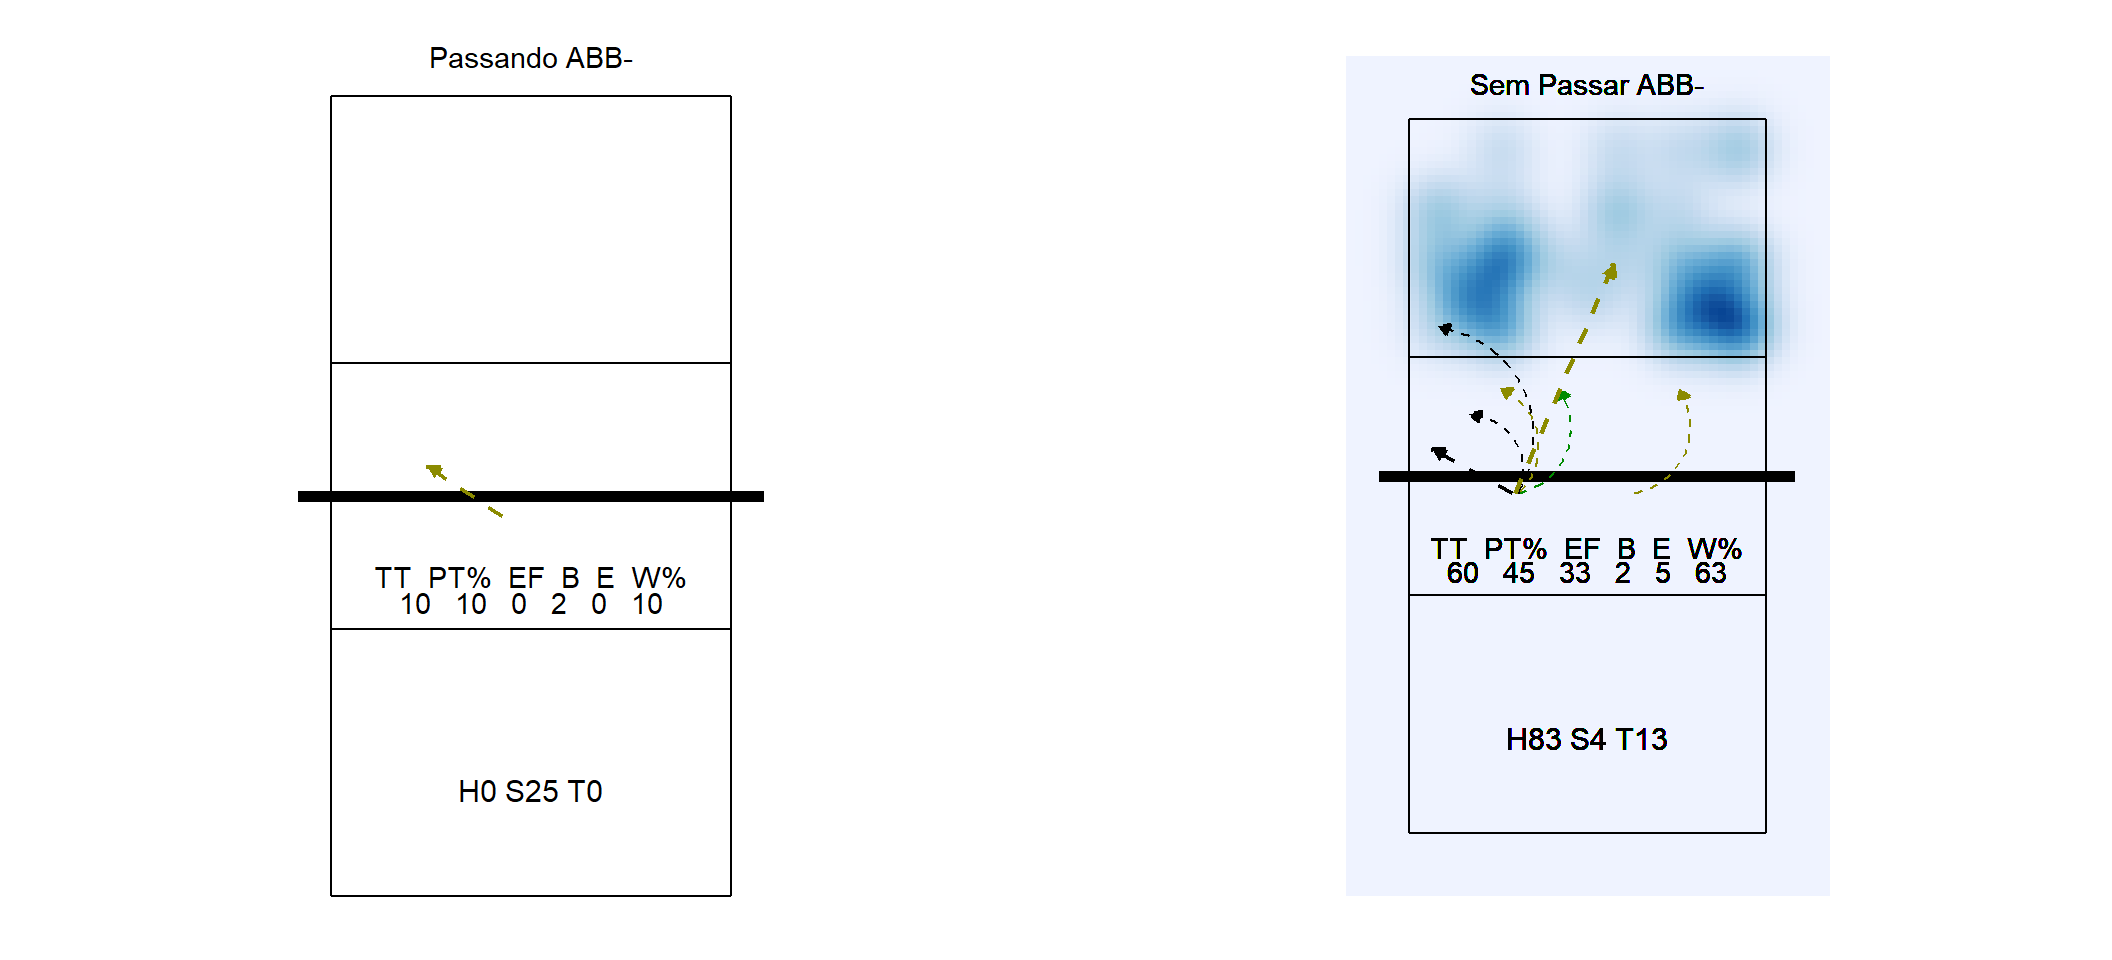 Passando ABB-
TT PT% EF B E W%
10 10 0 2 0 10
H0 S25 T0
Sem Passar ABB-
TT PT% EF B E W%
60 45 33 2 5 63
H83 S4 T13